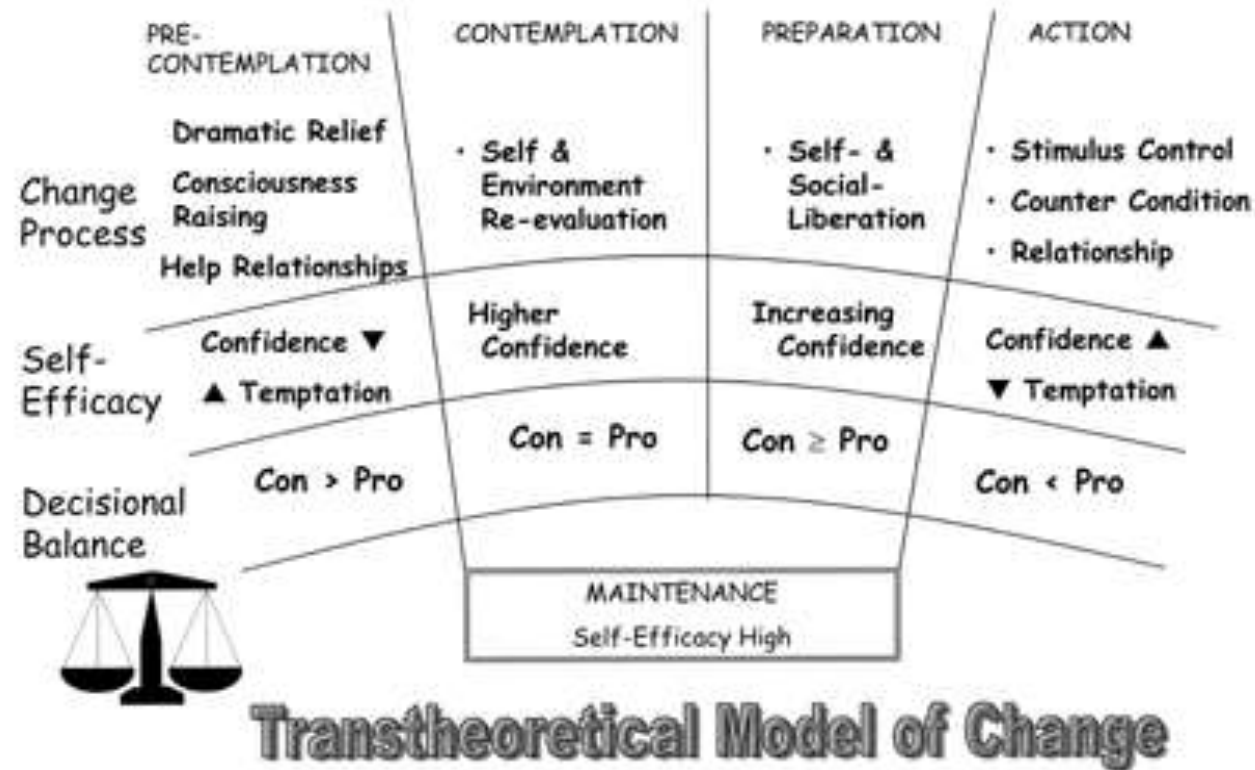 PRE-
CONTEMPLATION
CONTEMPLATION
PREPARATION
ACTION
Change
Process
Dramatic Relief
Consciousness
Raising
Help Relationships
· Self &
Environment
Re-evaluation
· Self- &
Social-
Liberation
· Stimulus Control
· Counter Condition
· Relationship
Self-
Efficacy
Confidence ▼
▲ Temptation
Higher
Confidence
Increasing
Confidence
Confidence ▲
▼ Temptation
Decisional
Balance
Con > Pro
Con = Pro
Con ≥ Pro
Con < Pro
MAINTENANCE
Self-Efficacy High
Transtheoretical Model of Change